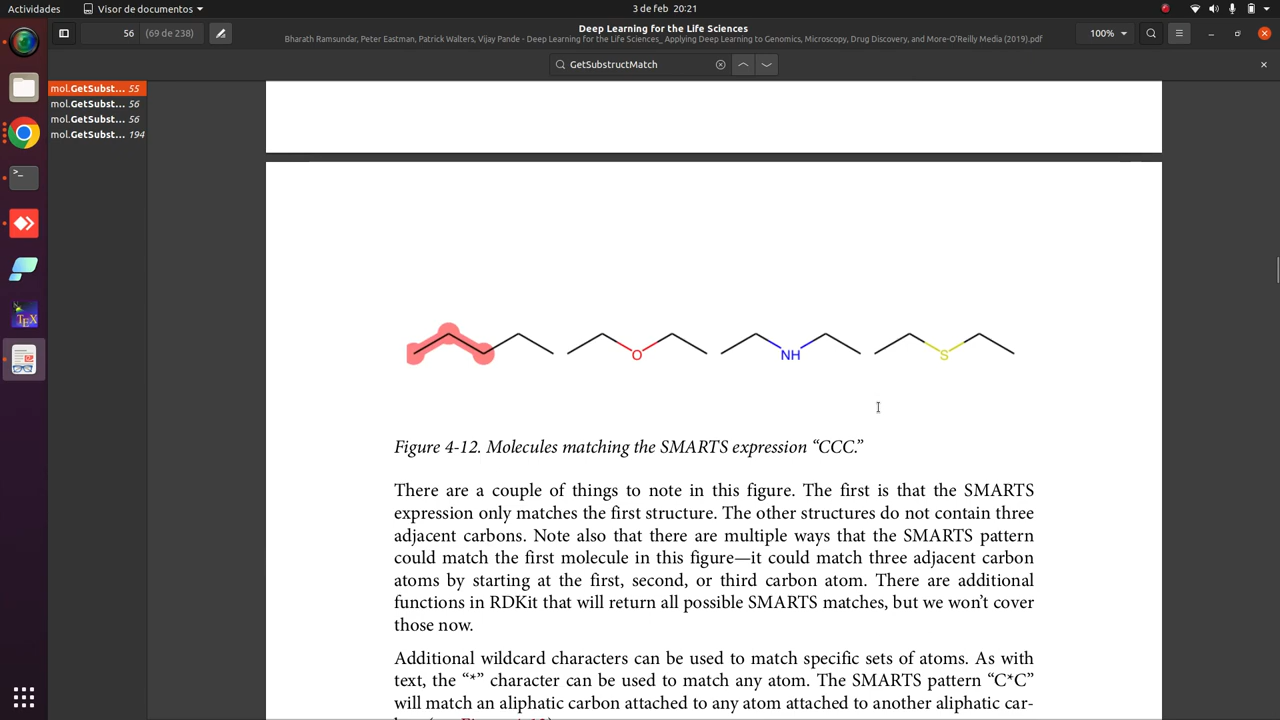 Actividades
Visor de documentos
3 de feb 20:21
56
(69 de 238)
Deep Learning for the Life Sciences
Bharath Ramsundar, Peter Eastman, Patrick Walters, Vijay Pande - Deep Learning for the Life Sciences_ Applying Deep Learning to Genomics, Microscopy, Drug Discovery, and More-O'Reilly Media (2019).pdf
100%
GetSubstructMatch
mol.GetSubst... 55
mol.GetSubst... 56
mol.GetSubst... 56
mol.GetSubst... 194
TEX
O
NH
S
Figure 4-12. Molecules matching the SMARTS expression “CCC.”
There are a couple of things to note in this figure. The first is that the SMARTS
expression only matches the first structure. The other structures do not contain three
adjacent carbons. Note also that there are multiple ways that the SMARTS pattern
could match the first molecule in this figure—it could match three adjacent carbon
atoms by starting at the first, second, or third carbon atom. There are additional
functions in RDKit that will return all possible SMARTS matches, but we won’t cover
those now.
Additional wildcard characters can be used to match specific sets of atoms. As with
text, the “*” character can be used to match any atom. The SMARTS pattern “C*C”
will match an aliphatic carbon attached to any atom attached to another aliphatic car-